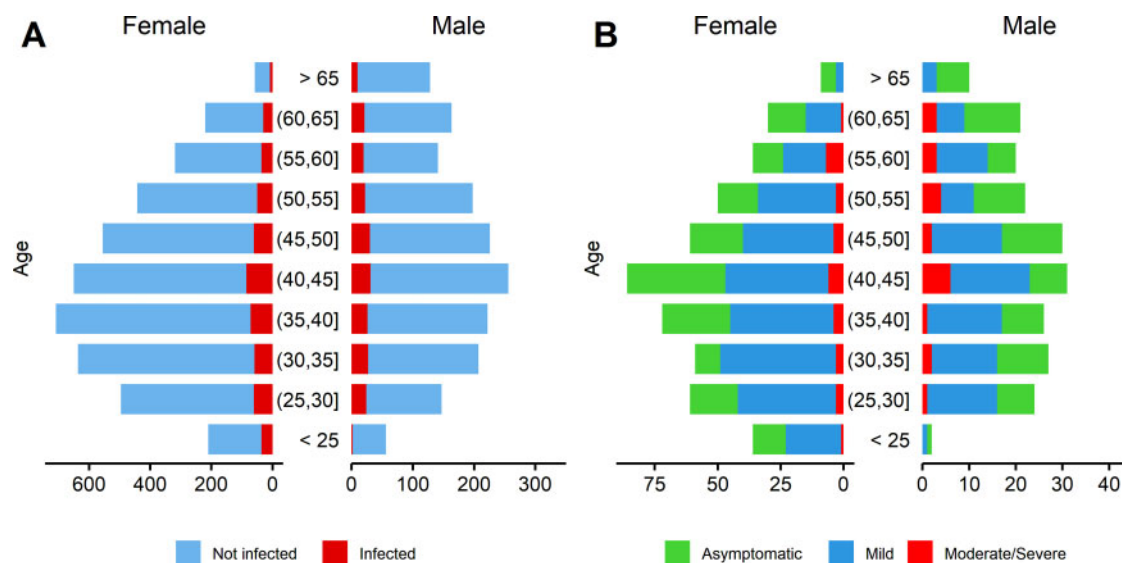 A
Female
Male
> 65
(60,65]
(55,60]
(50,55]
(45,50]
(40,45]
(35,40]
(30,35]
(25,30]
< 25
Age
600 400 200 0
0 100 200 300
Not infected
Infected
B
Female
Male
> 65
(60,65]
(55,60]
(50,55]
(45,50]
(40,45]
(35,40]
(30,35]
(25,30]
< 25
Age
75 50 25 0
0 10 20 30 40
Asymptomatic
Mild
Moderate/Severe